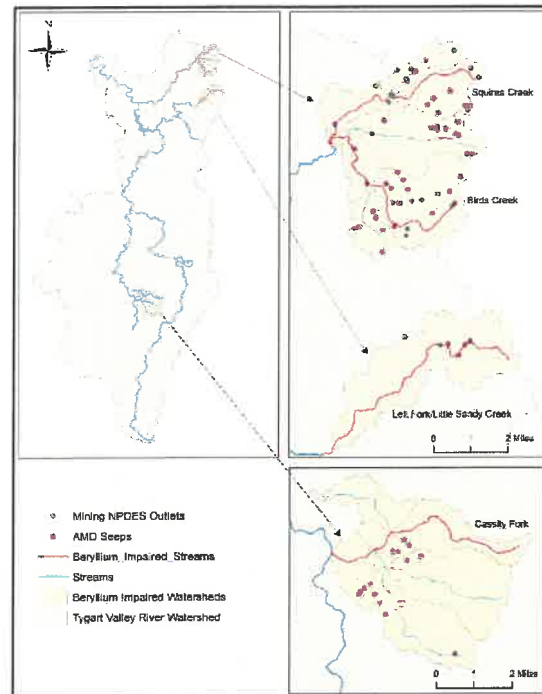 N
Squires Creek
Birds Creek
Left Fork/Little Sandy Creek
0 1 2 Miles
Mining NPDES Outlets
AMD Seeps
Beryllium_Impaired_Streams
Streams
Beryllium Impaired Watersheds
Tygart Valley River Watershed
Cassity Fork
0 1 2 Miles